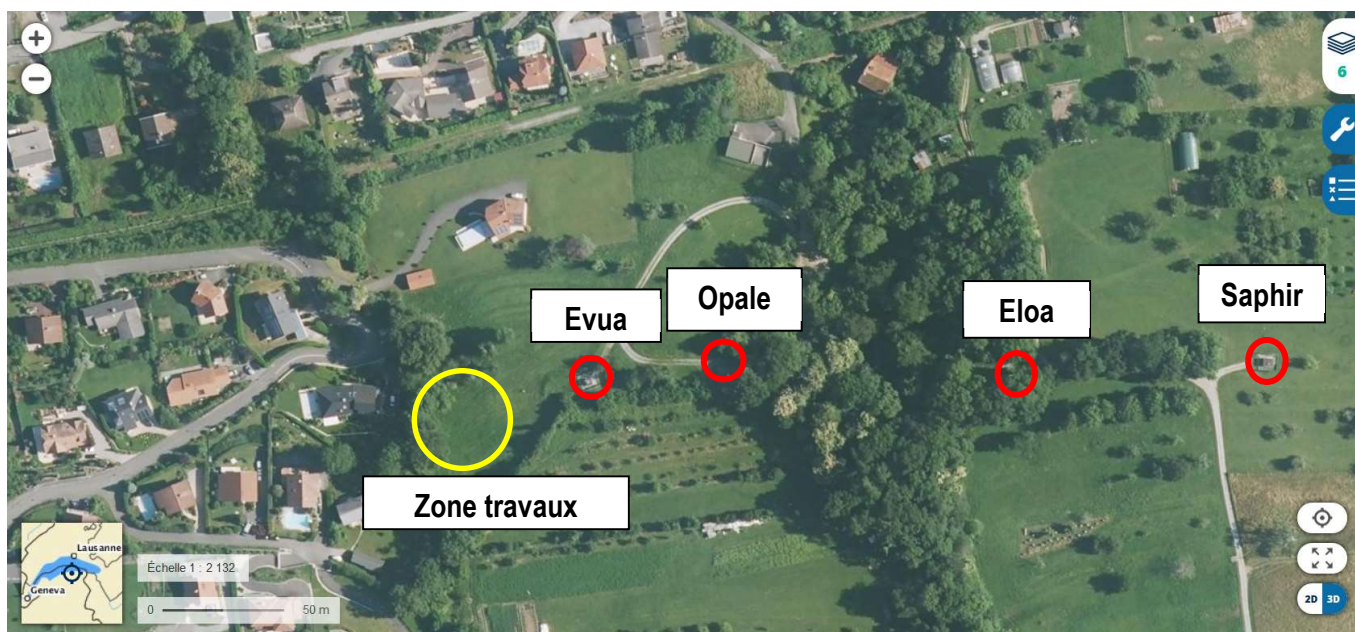 +
−
6
Evua
Opale
Eloa
Saphir
Zone travaux
Lausanne
Geneva
Échelle 1 : 2 132
0 50 m
2D 3D